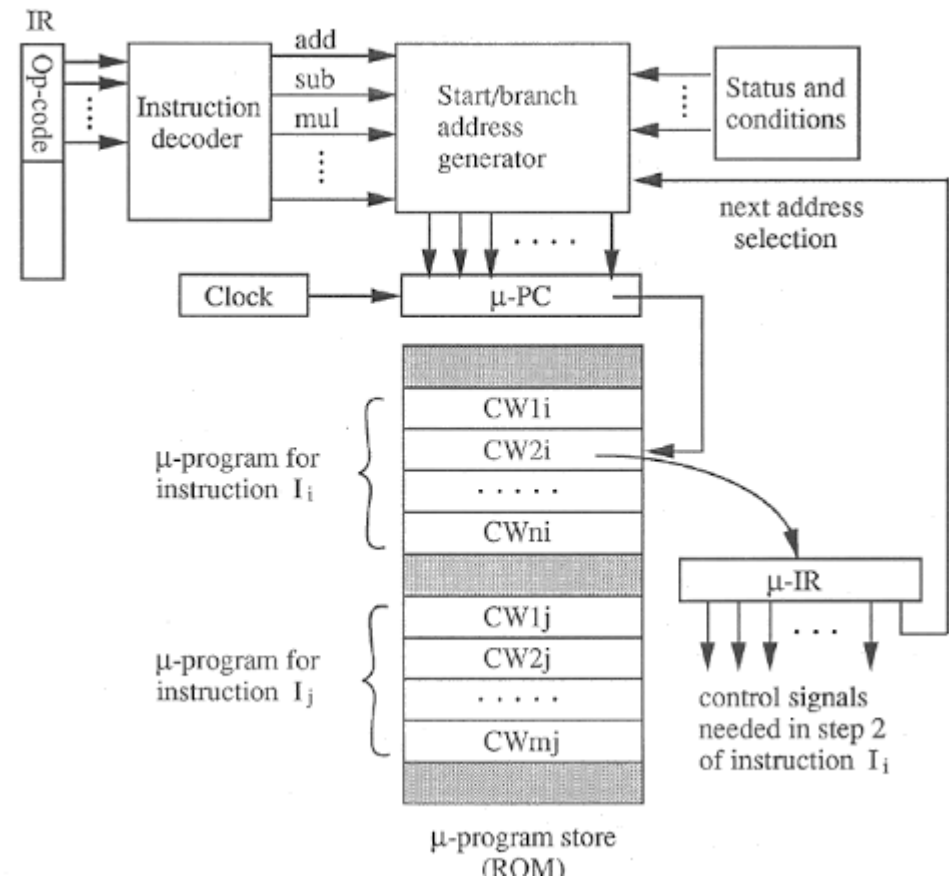 IR
Op-code
Instruction
decoder
add
sub
mul
Start/branch
address
generator
Status and
conditions
next address
selection
Clock
μ-PC
CW1i
CW2i
.....
CWni
μ-program for
instruction Ii
μ-IR
CW1j
CW2j
.....
CWmj
μ-program for
instruction Ij
control signals
needed in step 2
of instruction Ii
μ-program store
(ROM)